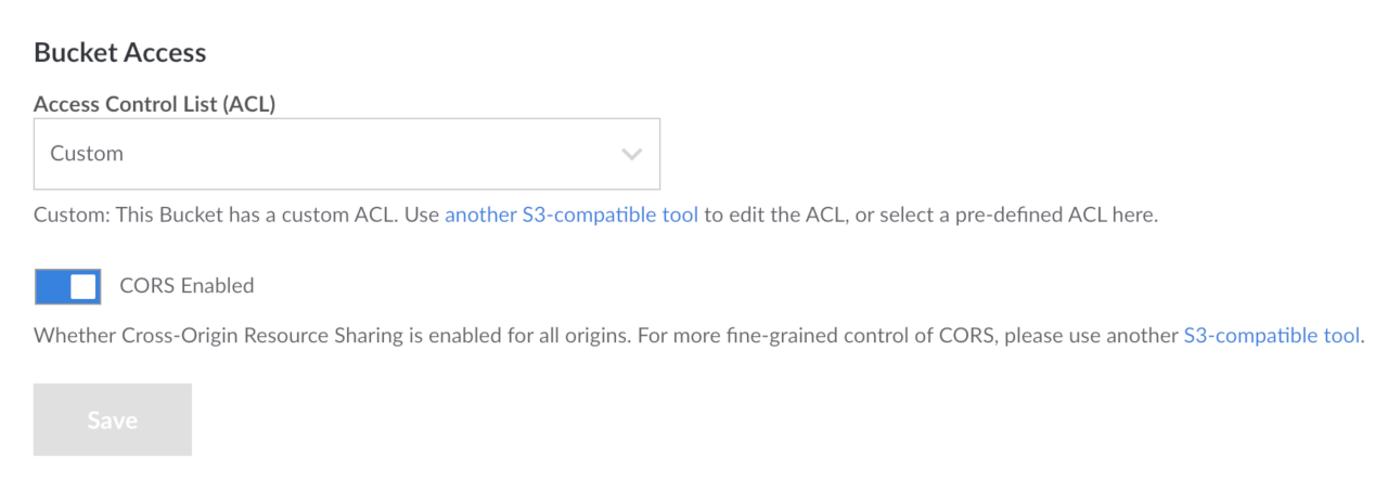 Bucket Access
Access Control List (ACL)
Custom
Custom: This Bucket has a custom ACL. Use another S3-compatible tool to edit the ACL, or select a pre-defined ACL here.
CORS Enabled
Whether Cross-Origin Resource Sharing is enabled for all origins. For more fine-grained control of CORS, please use another S3-compatible tool.
Save